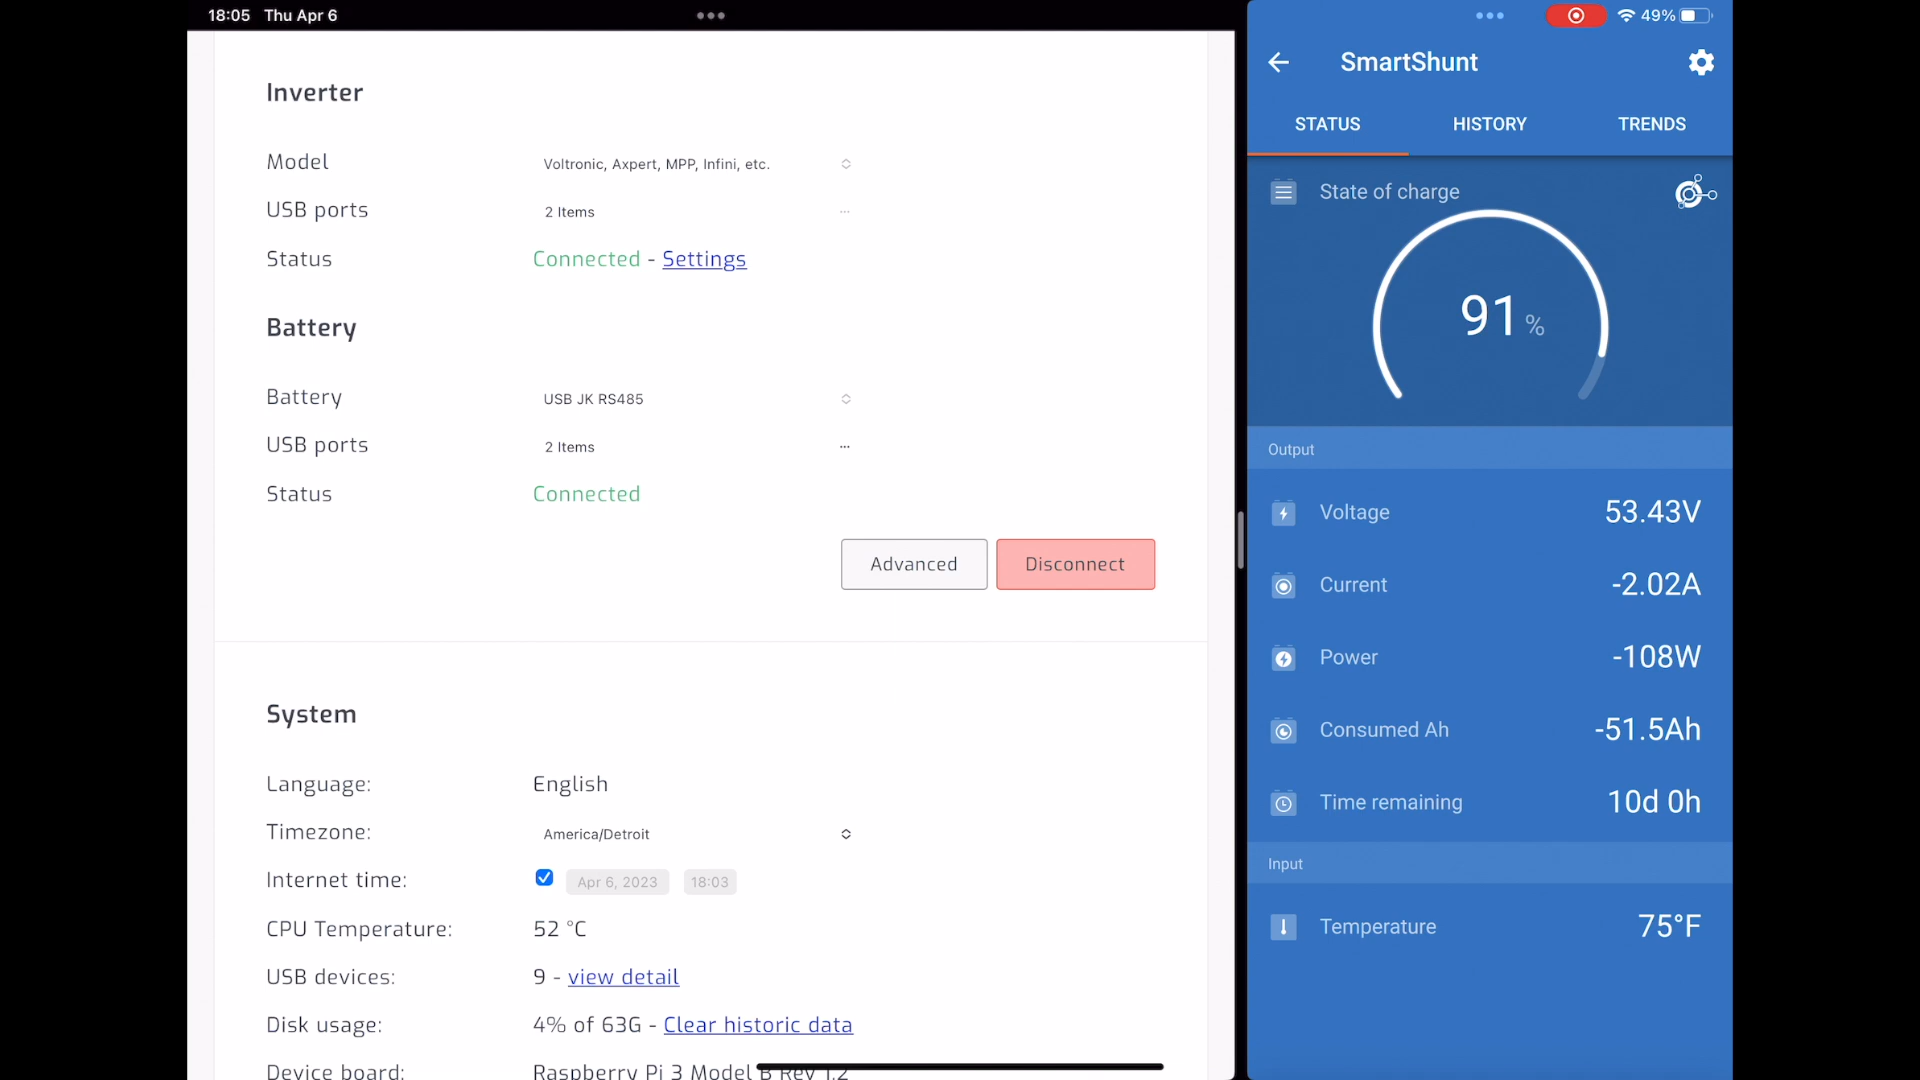 18:05 Thu Apr 6
Inverter
Model Voltronic, Axpert, MPP, Infini, etc.
USB ports 2 Items
Status Connected - Settings
Battery
Battery USB JK RS485
USB ports 2 Items
Status Connected
Advanced Disconnect
System
Language: English
Timezone: America/Detroit
Internet time: Apr 6, 2023 18:03
CPU Temperature: 52 °C
USB devices: 9 - view detail
Disk usage: 4% of 63G - Clear historic data
Device board: Raspberry Pi 3 Model B Rev 1.2
49%
SmartShunt
STATUS HISTORY TRENDS
State of charge
91 %
Output
Voltage 53.43V
Current -2.02A
Power -108W
Consumed Ah -51.5Ah
Time remaining 10d 0h
Input
Temperature 75°F